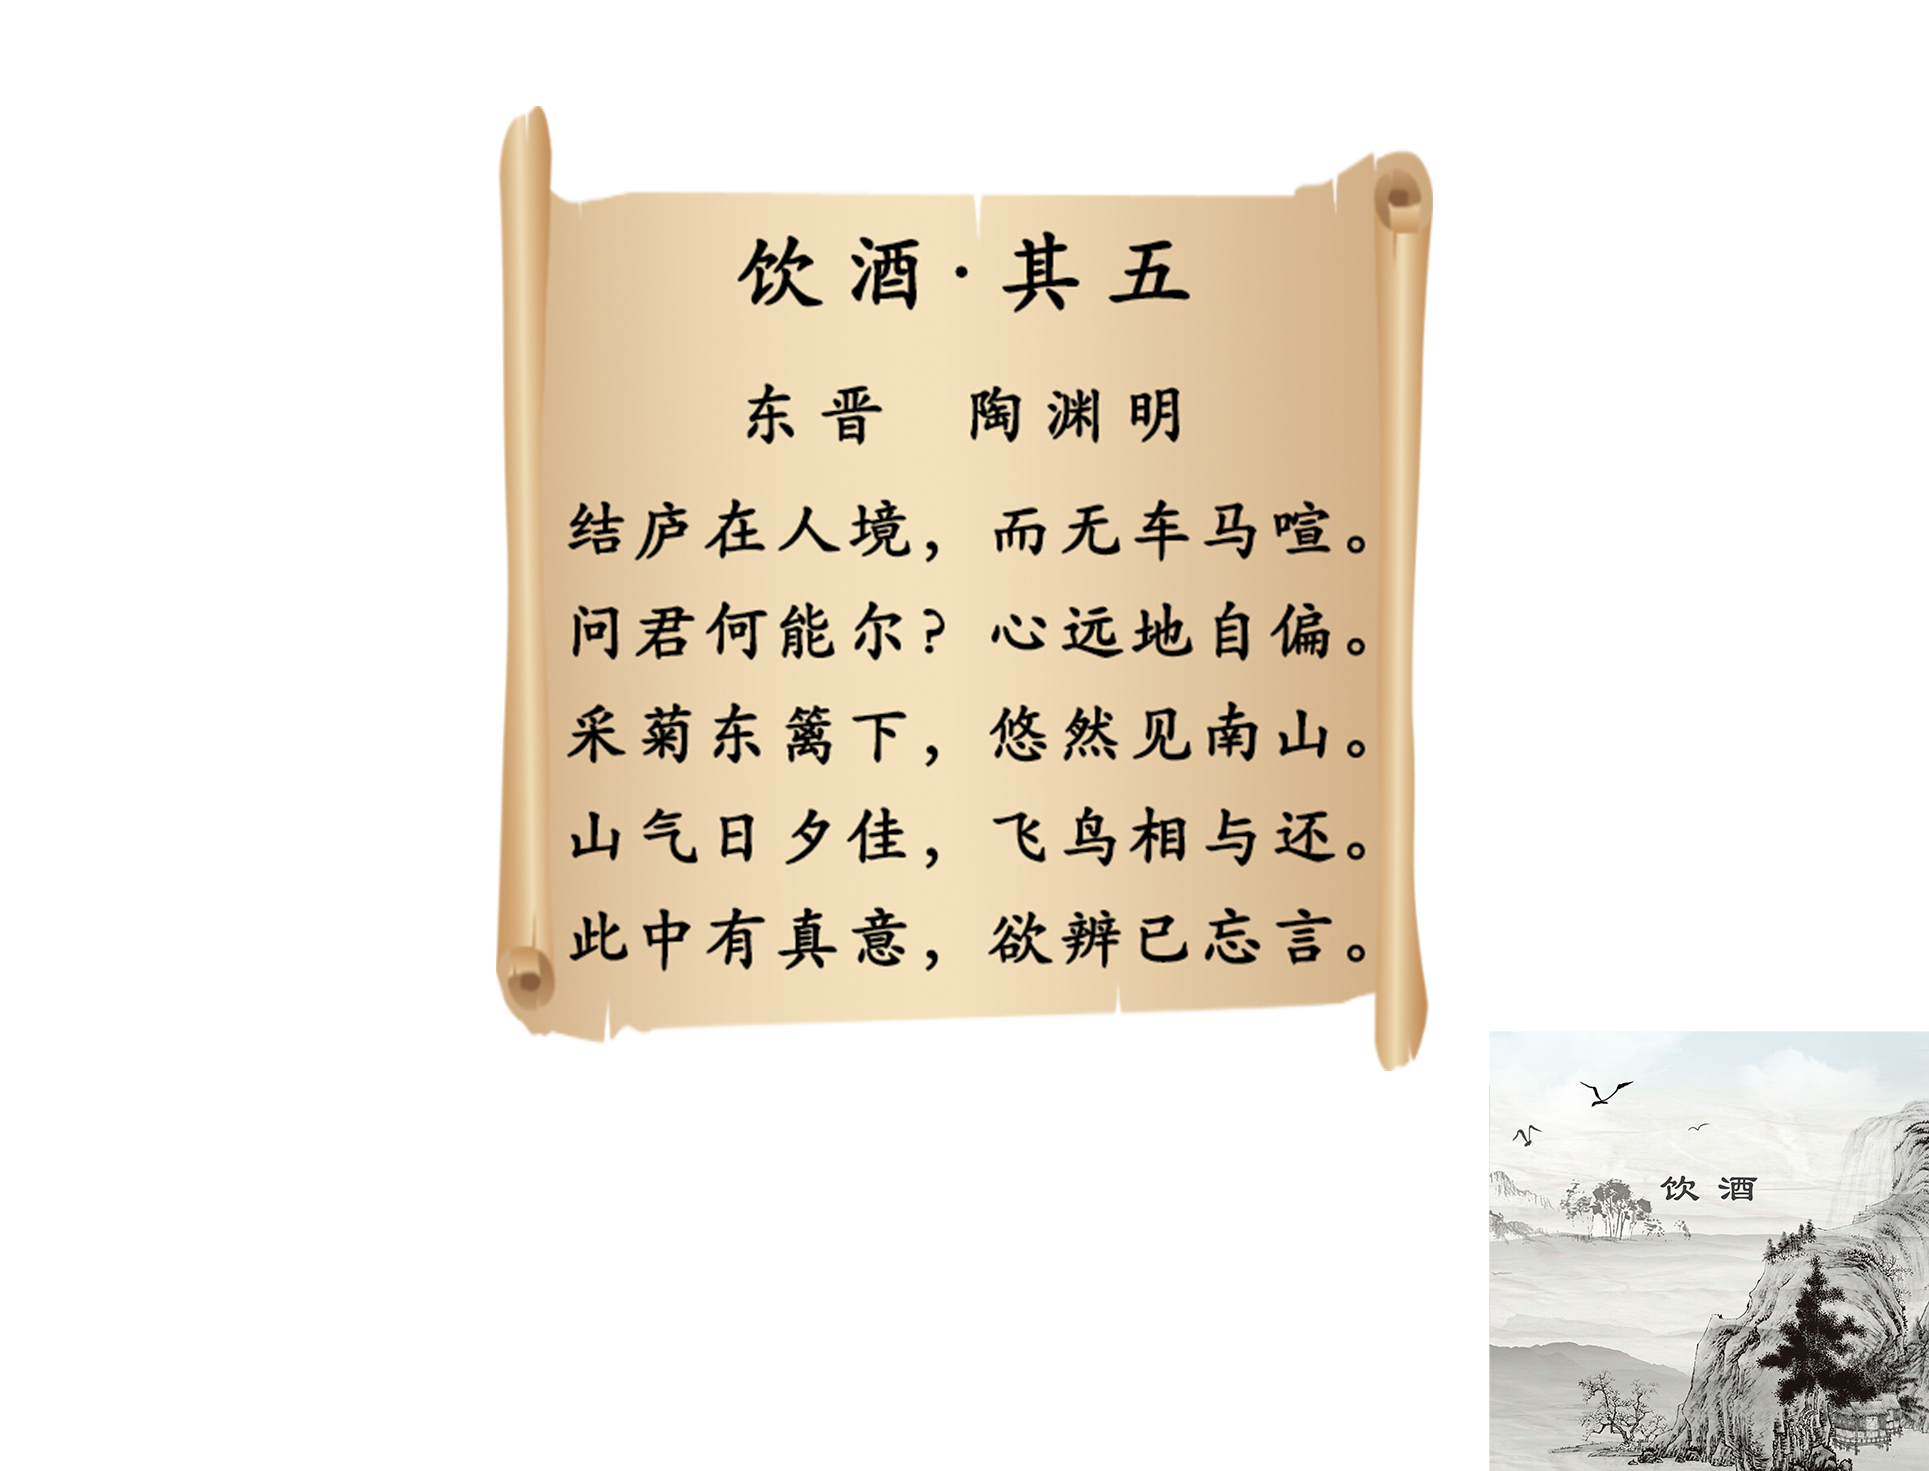 饮酒·其五
东晋 陶渊明
结庐在人境，而无车马喧。
问君何能尔？心远地自偏。
采菊东篱下，悠然见南山。
山气日夕佳，飞鸟相与还。
此中有真意，欲辨已忘言。
饮酒